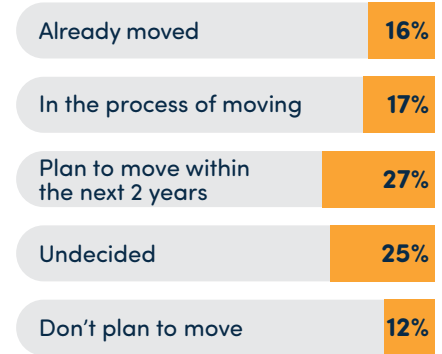 Already moved 16%
In the process of moving 17%
Plan to move within
the next 2 years 27%
Undecided 25%
Don’t plan to move 12%